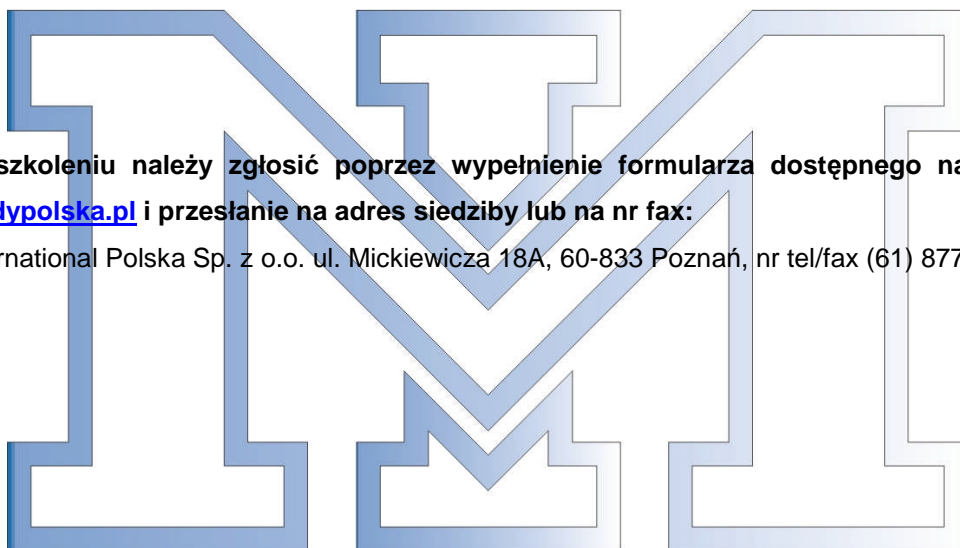 szkoleniu należy zgłosić poprzez wypełnienie formularza dostępnego na
dypolska.pl i przesłanie na adres siedziby lub na nr fax:
rnational Polska Sp. z o.o. ul. Mickiewicza 18A, 60-833 Poznań, nr tel/fax (61) 877